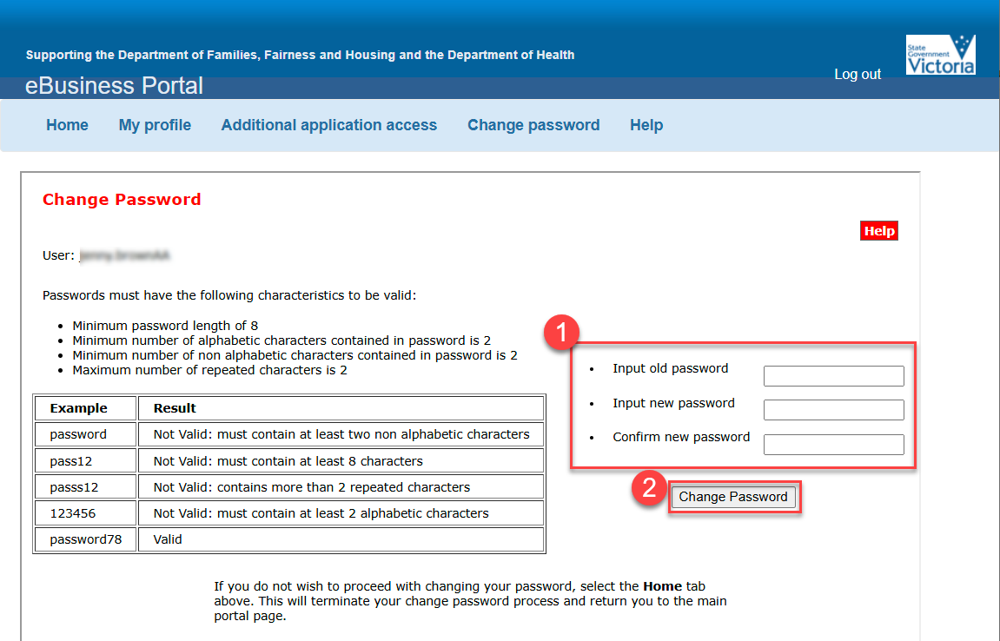 Supporting the Department of Families, Fairness and Housing and the Department of Health
State
Government
Victoria
Log out
eBusiness Portal
Home My profile Additional application access Change password Help
Change Password
Help
User:
Passwords must have the following characteristics to be valid:
• Minimum password length of 8
• Minimum number of alphabetic characters contained in password is 2
• Minimum number of non alphabetic characters contained in password is 2
• Maximum number of repeated characters is 2
Example Result
password Not Valid: must contain at least two non alphabetic characters
pass12 Not Valid: must contain at least 8 characters
passs12 Not Valid: contains more than 2 repeated characters
123456 Not Valid: must contain at least 2 alphabetic characters
password78 Valid
1
• Input old password
• Input new password
• Confirm new password
2
Change Password
If you do not wish to proceed with changing your password, select the Home tab
above. This will terminate your change password process and return you to the main
portal page.